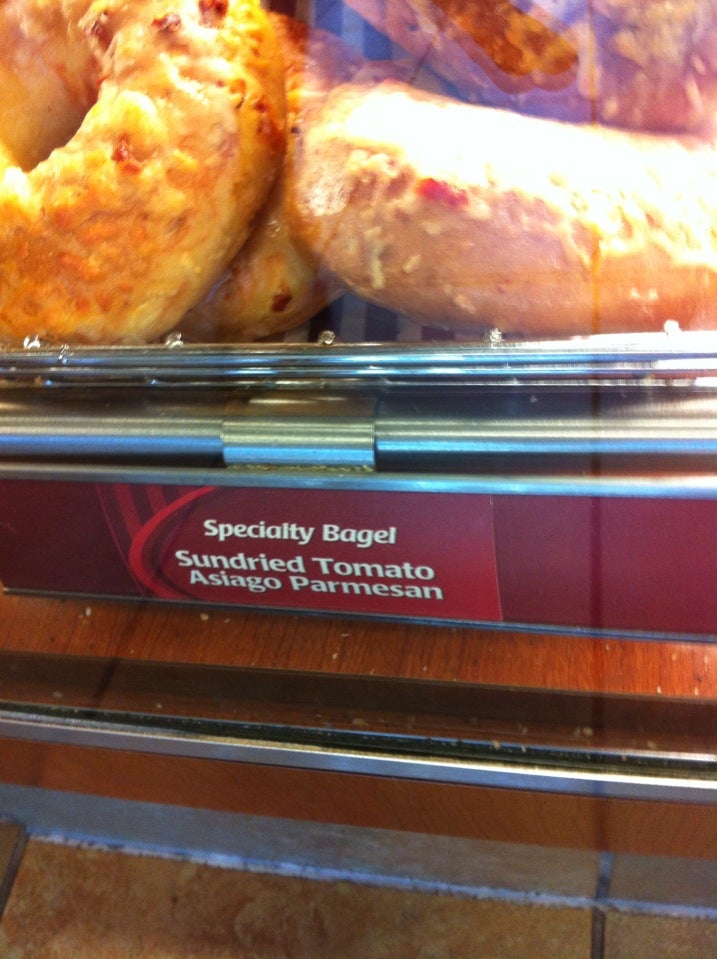 Specialty Bagel
Sundried Tomato
Asiago Parmesan